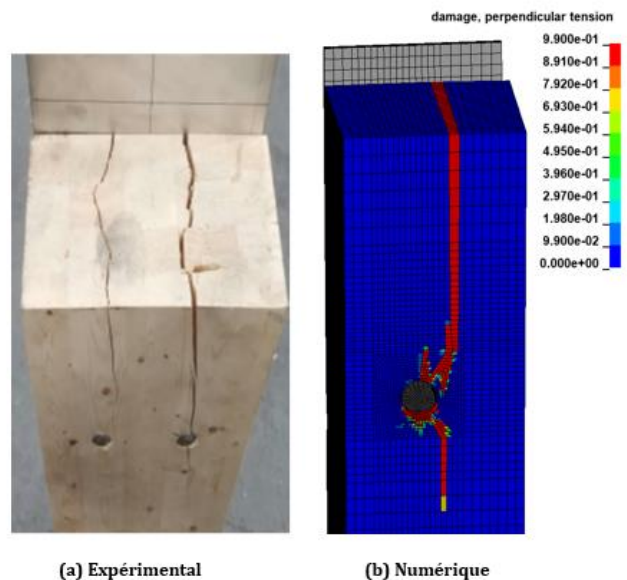 damage, perpendicular tension
9.900e-01
8.910e-01
7.920e-01
6.930e-01
5.940e-01
4.950e-01
3.960e-01
2.970e-01
1.980e-01
9.900e-02
0.000e+00
(a) Expérimental
(b) Numérique